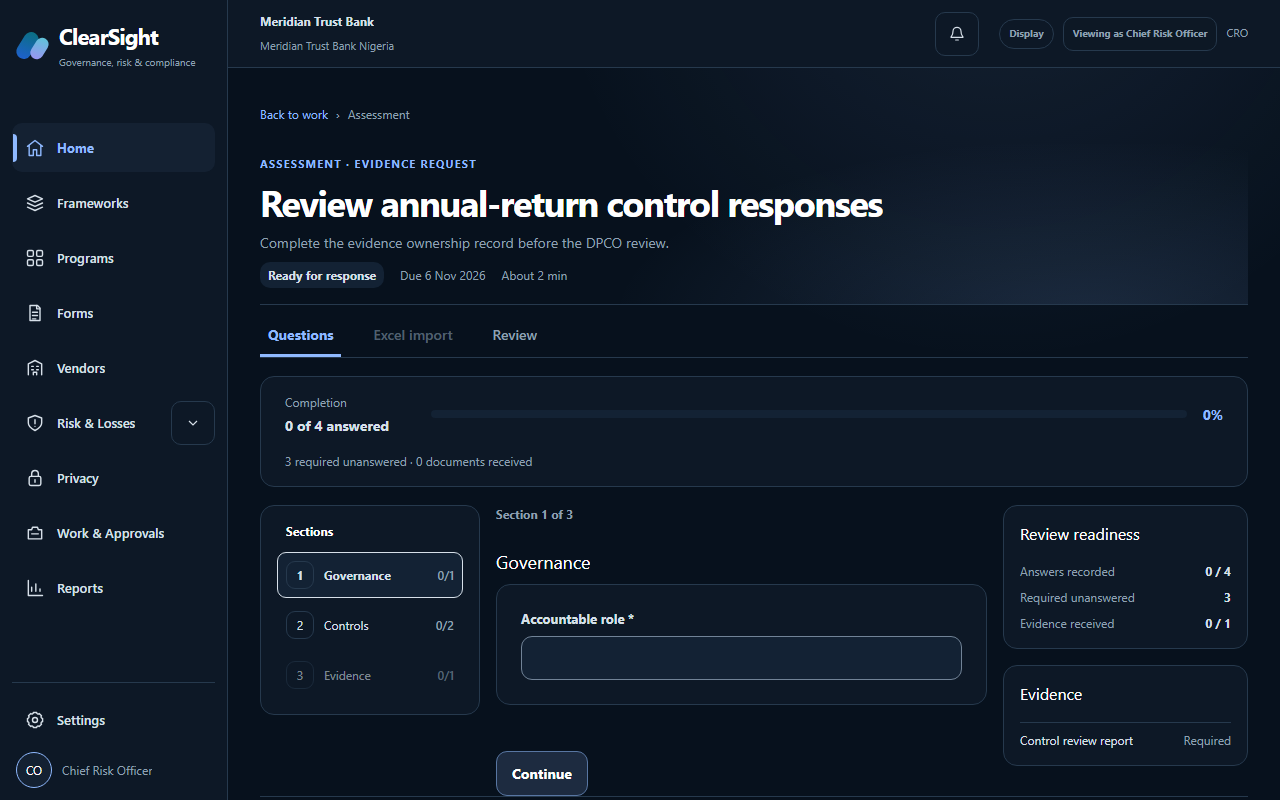 ClearSight
Governance, risk & compliance
Home
Frameworks
Programs
Forms
Vendors
Risk & Losses
Privacy
Work & Approvals
Reports
Settings
CO
Chief Risk Officer
Meridian Trust Bank
Meridian Trust Bank Nigeria
Display
Viewing as Chief Risk Officer
CRO
Back to work › Assessment
ASSESSMENT · EVIDENCE REQUEST
Review annual-return control responses
Complete the evidence ownership record before the DPCO review.
Ready for response
Due 6 Nov 2026
About 2 min
Questions
Excel import
Review
Completion
0 of 4 answered
0%
3 required unanswered · 0 documents received
Sections
1 Governance 0/1
2 Controls 0/2
3 Evidence 0/1
Section 1 of 3
Governance
Accountable role *
Continue
Review readiness
Answers recorded 0 / 4
Required unanswered 3
Evidence received 0 / 1
Evidence
Control review report Required